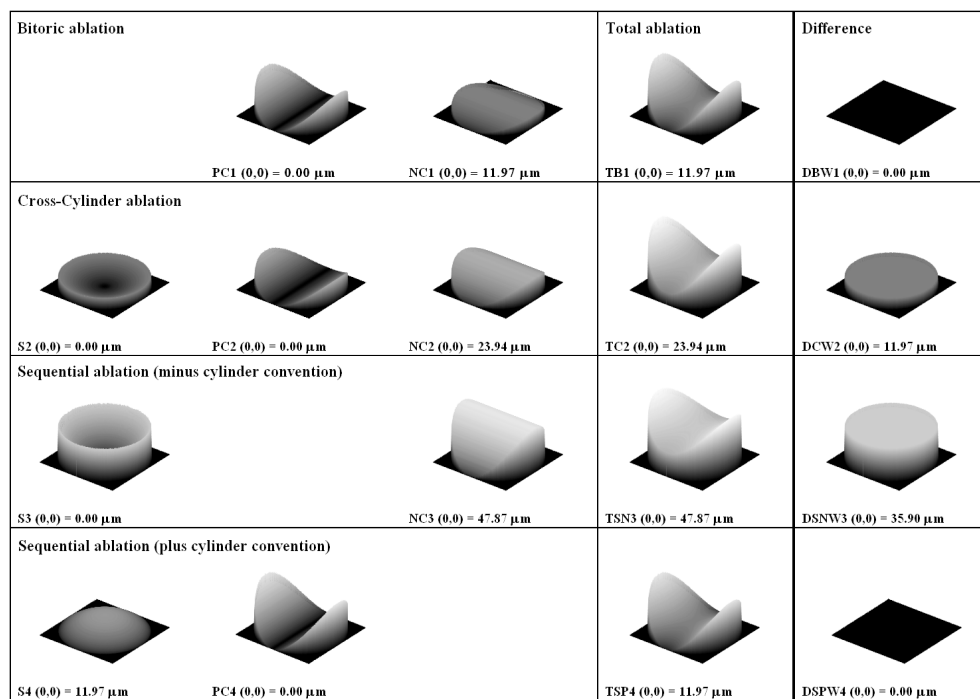 Bitoric ablation
Total ablation
Difference
PC1 (0,0) = 0.00 μm
NC1 (0,0) = 11.97 μm
TB1 (0,0) = 11.97 μm
DBW1 (0,0) = 0.00 μm
Cross-Cylinder ablation
S2 (0,0) = 0.00 μm
PC2 (0,0) = 0.00 μm
NC2 (0,0) = 23.94 μm
TC2 (0,0) = 23.94 μm
DCW2 (0,0) = 11.97 μm
Sequential ablation (minus cylinder convention)
S3 (0,0) = 0.00 μm
NC3 (0,0) = 47.87 μm
TSN3 (0,0) = 47.87 μm
DSNW3 (0,0) = 35.90 μm
Sequential ablation (plus cylinder convention)
S4 (0,0) = 11.97 μm
PC4 (0,0) = 0.00 μm
TSP4 (0,0) = 11.97 μm
DSPW4 (0,0) = 0.00 μm